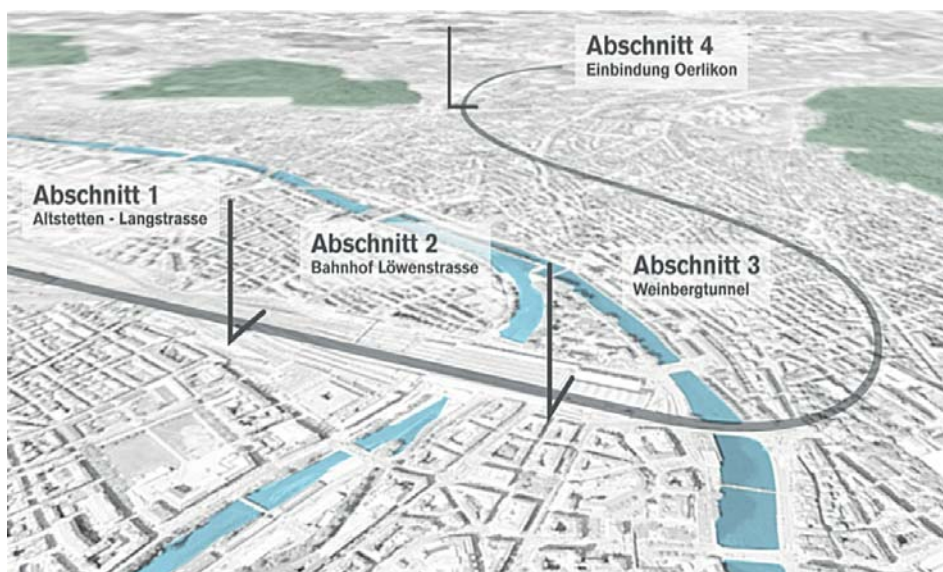 Abschnitt 4
Einbindung Oerlikon
Abschnitt 1
Altstetten - Langstrasse
Abschnitt 2
Bahnhof Löwenstrasse
Abschnitt 3
Weinbergtunnel